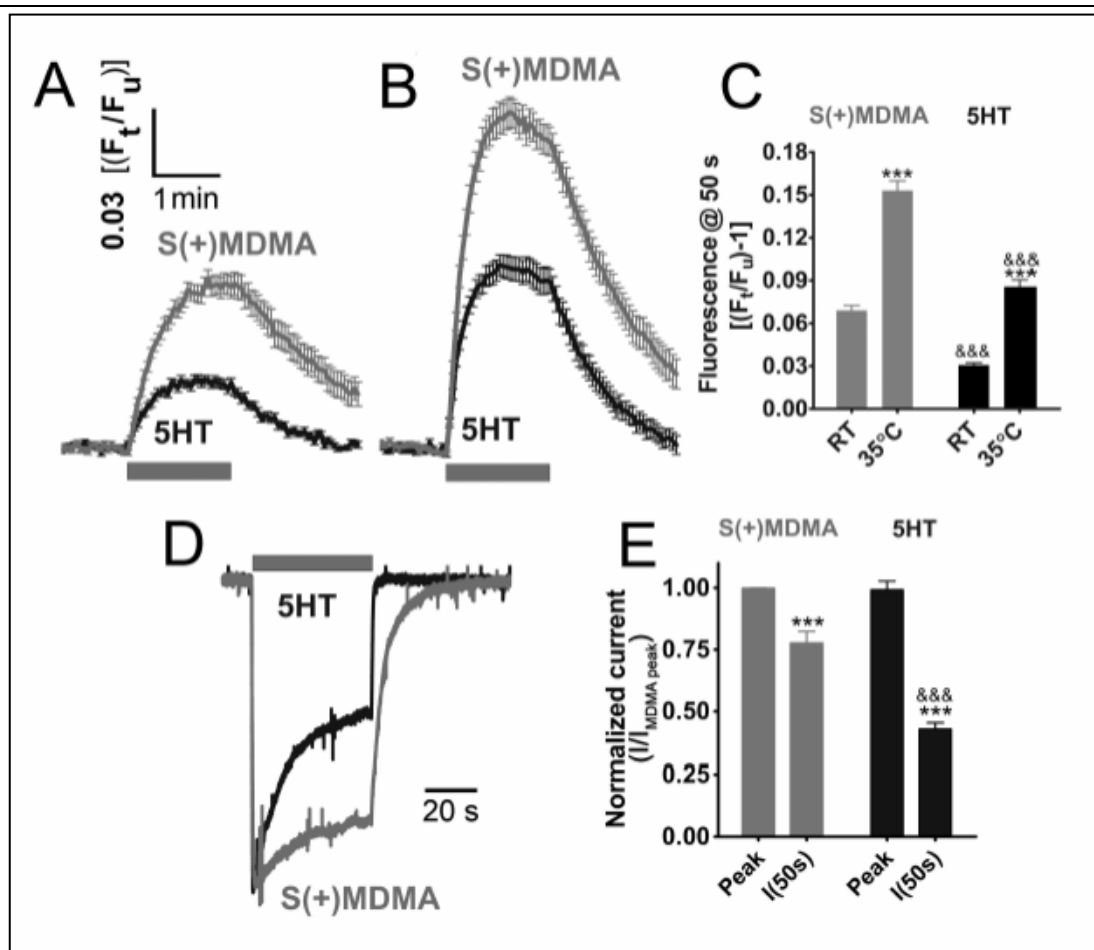 A
0.03 [(Ft/Fu)]
1 min
S(+)MDMA
5HT
B
S(+)MDMA
5HT
C
S(+)MDMA 5HT
Fluorescence @ 50 s
[(Ft/Fu)-1]
0.18
0.15
0.12
0.09
0.06
0.03
0.00
***
&&&
&&&
***
RT 35°C RT 35°C
D
5HT
20 s
S(+)MDMA
E
S(+)MDMA 5HT
Normalized current
(I/IMDMA peak)
1.00
0.75
0.50
0.25
0.00
***
&&&
***
Peak I(50s) Peak I(50s)